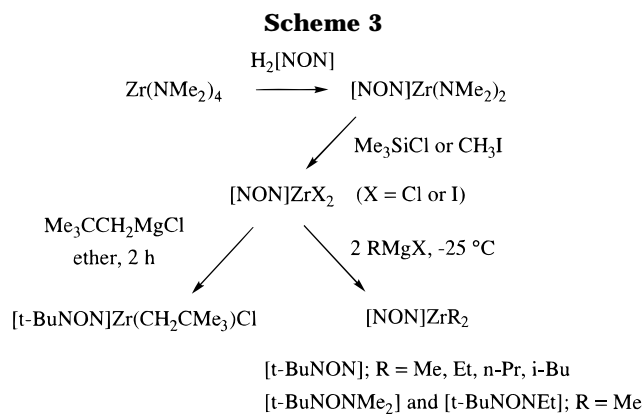 Scheme 3
H₂[NON]
Zr(NMe₂)₄
[NON]Zr(NMe₂)₂
Me₃SiCl or CH₃I
[NON]ZrX₂ (X = Cl or I)
Me₃CCH₂MgCl
ether, 2 h
2 RMgX, -25 °C
[t-BuNON]Zr(CH₂CMe₃)Cl
[NON]ZrR₂
[t-BuNON]; R = Me, Et, n-Pr, i-Bu
[t-BuNONMe₂] and [t-BuNONEt]; R = Me